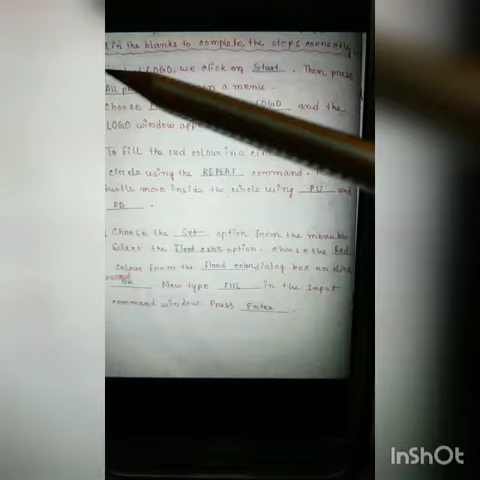 in the blanks to complete the steps correctly.
LOGO, we click on Start. Then press
All a menu.
Choose LOGO and the
LOGO window
To fill the red colour in a
circle using the REPEAT command.
turtle move inside the circle using PU and
PD.
Choose the Set option from the menu bar
Select the Flood color option. choose the Red
colour from the flood color dialog box an click
OK. Now type FILL in the Input
command window. Press Enter
InShOt